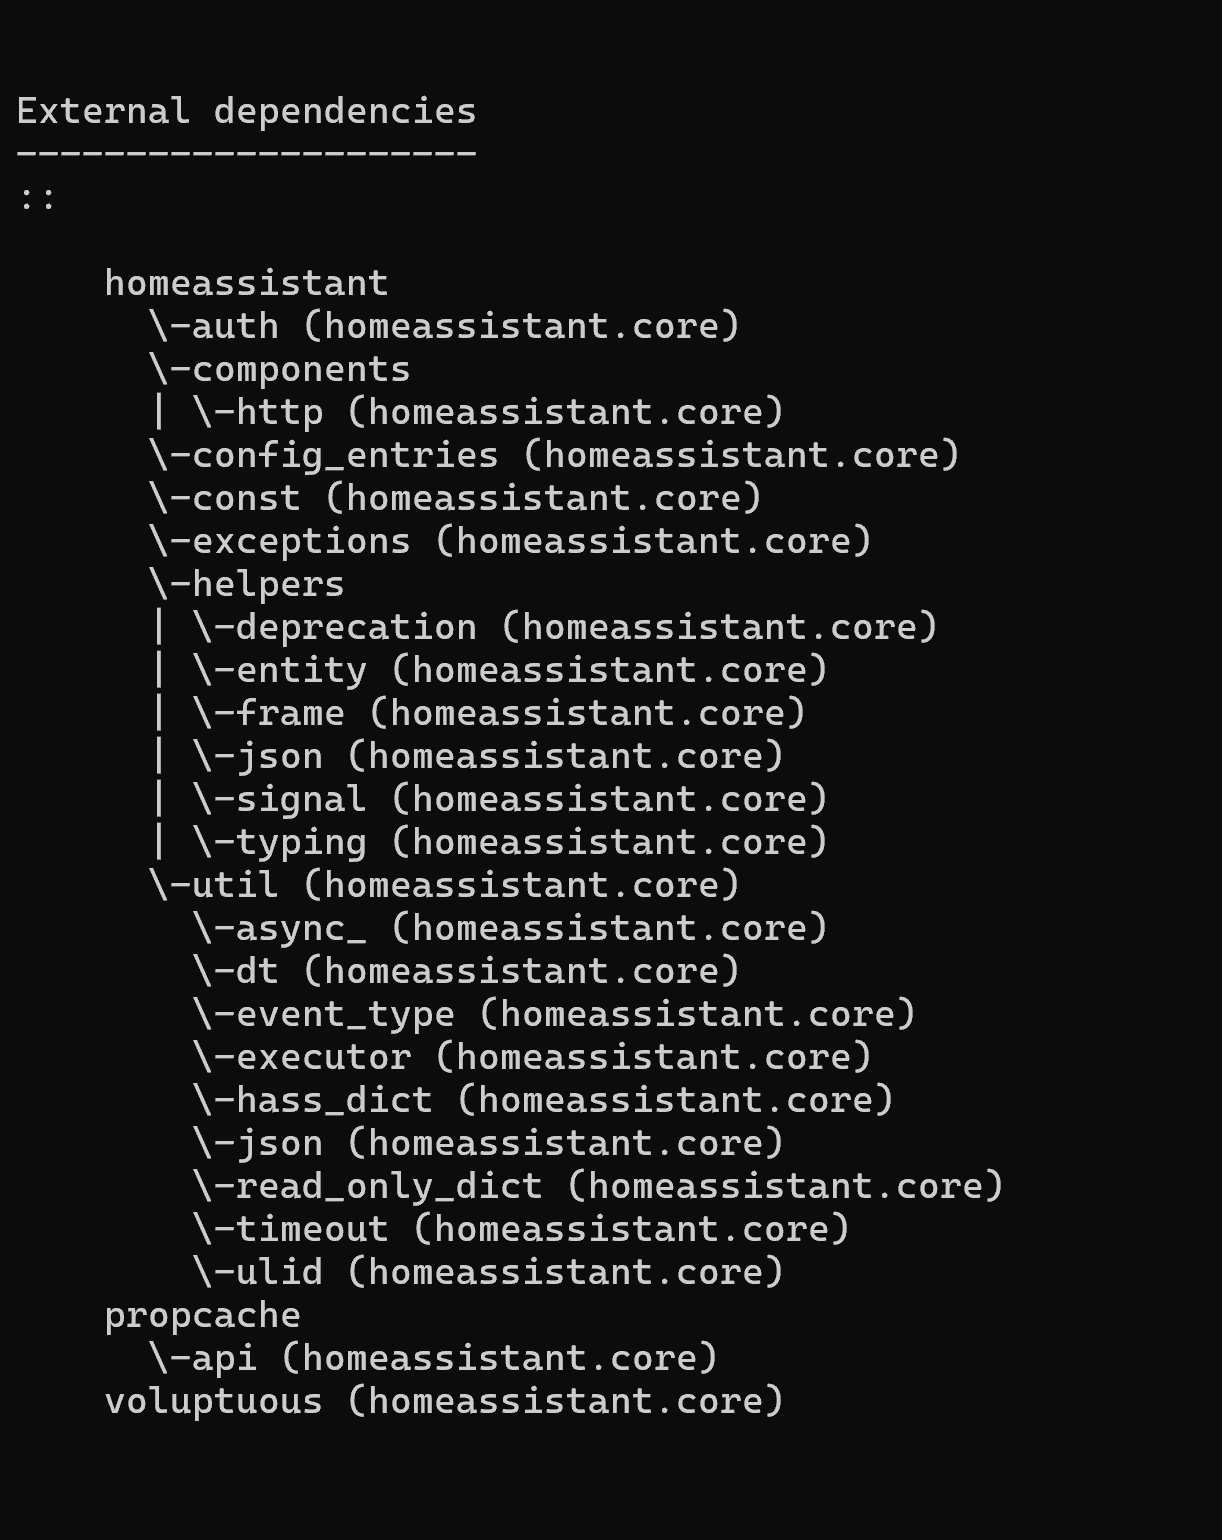 External dependencies
---------------------
::

    homeassistant
      \-auth (homeassistant.core)
      \-components
      | \-http (homeassistant.core)
      \-config_entries (homeassistant.core)
      \-const (homeassistant.core)
      \-exceptions (homeassistant.core)
      \-helpers
      | \-deprecation (homeassistant.core)
      | \-entity (homeassistant.core)
      | \-frame (homeassistant.core)
      | \-json (homeassistant.core)
      | \-signal (homeassistant.core)
      | \-typing (homeassistant.core)
      \-util (homeassistant.core)
        \-async_ (homeassistant.core)
        \-dt (homeassistant.core)
        \-event_type (homeassistant.core)
        \-executor (homeassistant.core)
        \-hass_dict (homeassistant.core)
        \-json (homeassistant.core)
        \-read_only_dict (homeassistant.core)
        \-timeout (homeassistant.core)
        \-ulid (homeassistant.core)
    propcache
      \-api (homeassistant.core)
    voluptuous (homeassistant.core)